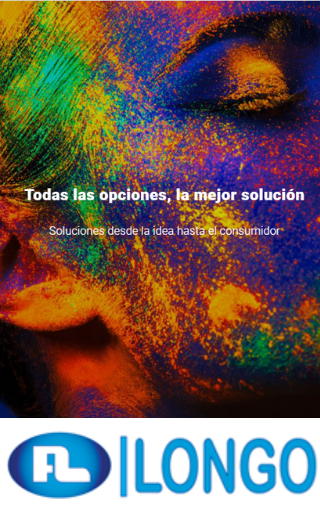 Todas las opciones, la mejor solución
Soluciones desde la idea hasta el consumidor
FL LONGO